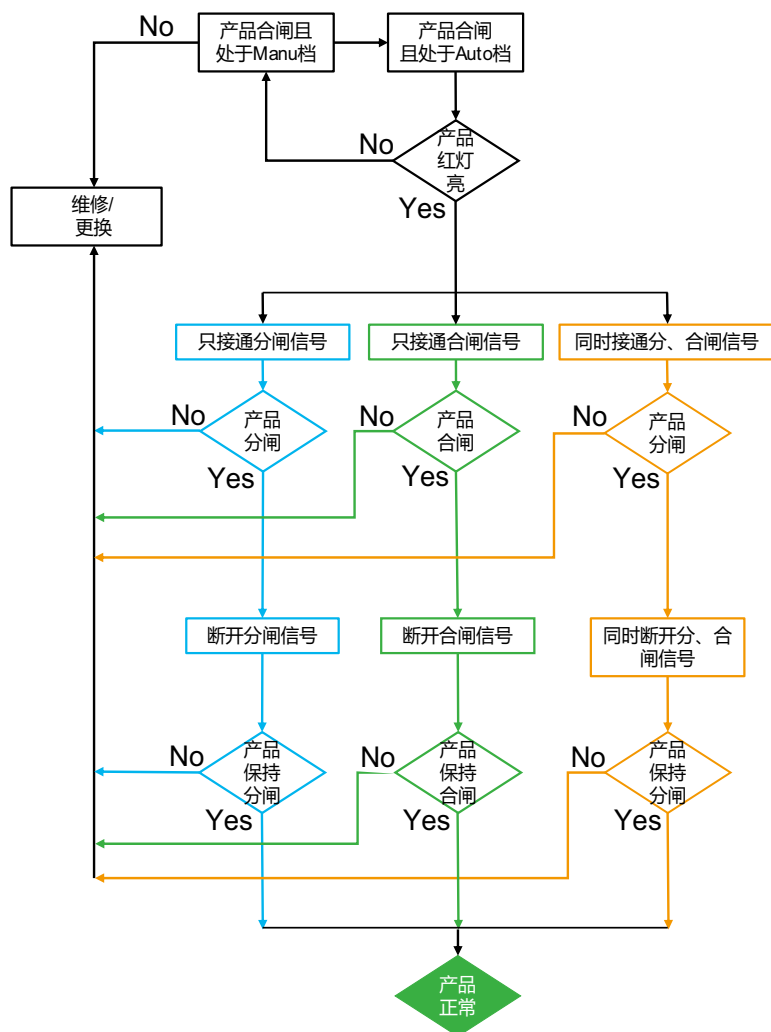 No
产品合闸且
处于Manu档
产品合闸
且处于Auto档
No
产品
红灯
亮
Yes
维修/
更换
只接通分闸信号
只接通合闸信号
同时接通分、合闸信号
No
产品
分闸
Yes
No
产品
合闸
Yes
No
产品
分闸
Yes
断开分闸信号
断开合闸信号
同时断开分、合
闸信号
No
产品
保持
分闸
Yes
No
产品
保持
合闸
Yes
No
产品
保持
分闸
Yes
产品
正常